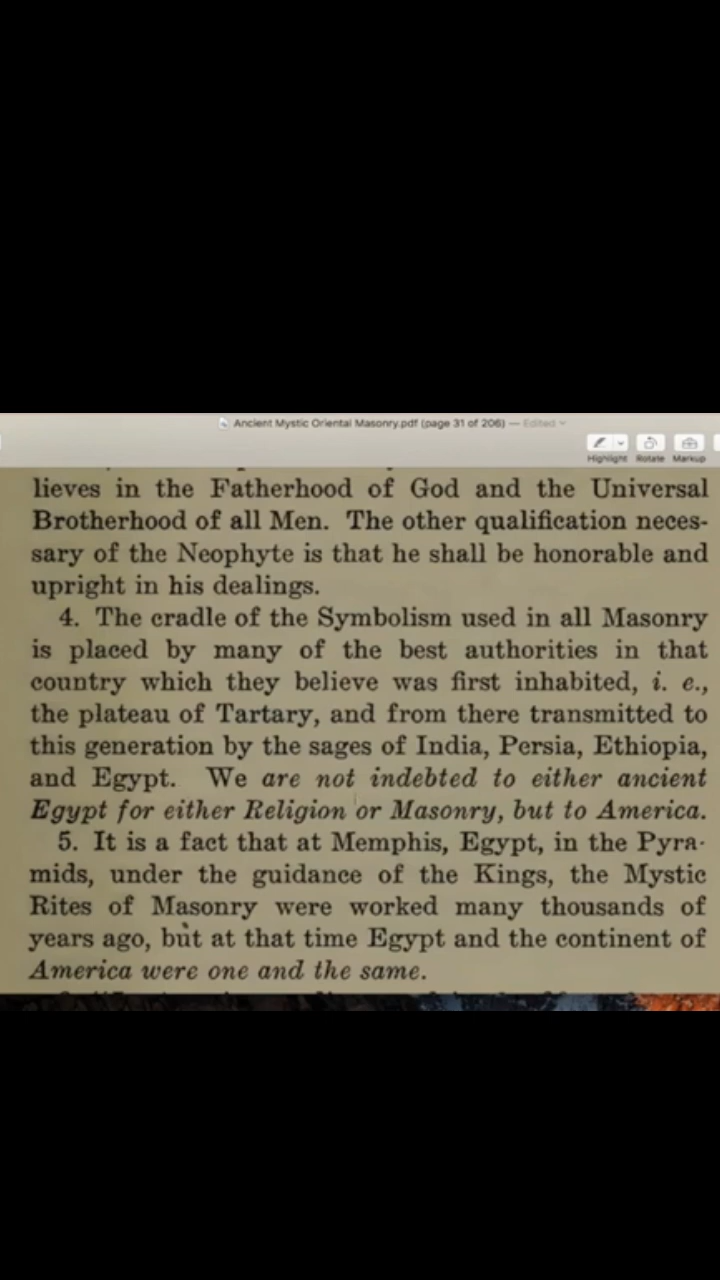 Ancient Mystic Oriental Masonry.pdf (page 31 of 206) — Edited
Highlight Rotate Markup
lieves in the Fatherhood of God and the Universal
Brotherhood of all Men. The other qualification neces-
sary of the Neophyte is that he shall be honorable and
upright in his dealings.
4. The cradle of the Symbolism used in all Masonry
is placed by many of the best authorities in that
country which they believe was first inhabited, i. e.,
the plateau of Tartary, and from there transmitted to
this generation by the sages of India, Persia, Ethiopia,
and Egypt. We are not indebted to either ancient
Egypt for either Religion or Masonry, but to America.
5. It is a fact that at Memphis, Egypt, in the Pyra-
mids, under the guidance of the Kings, the Mystic
Rites of Masonry were worked many thousands of
years ago, but at that time Egypt and the continent of
America were one and the same.